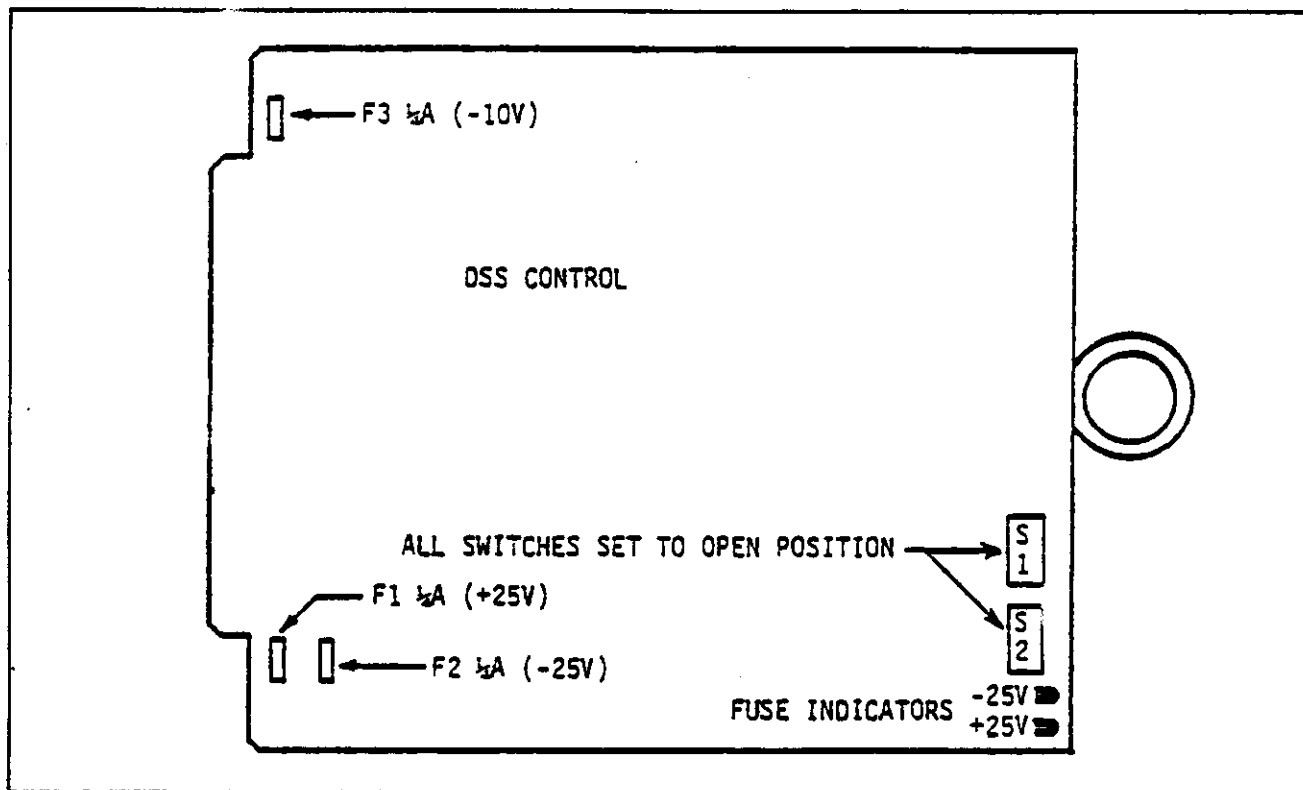 F3 ½A (-10V)
DSS CONTROL
ALL SWITCHES SET TO OPEN POSITION
S
1
F1 ½A (+25V)
S
2
F2 ½A (-25V)
FUSE INDICATORS
-25V
+25V